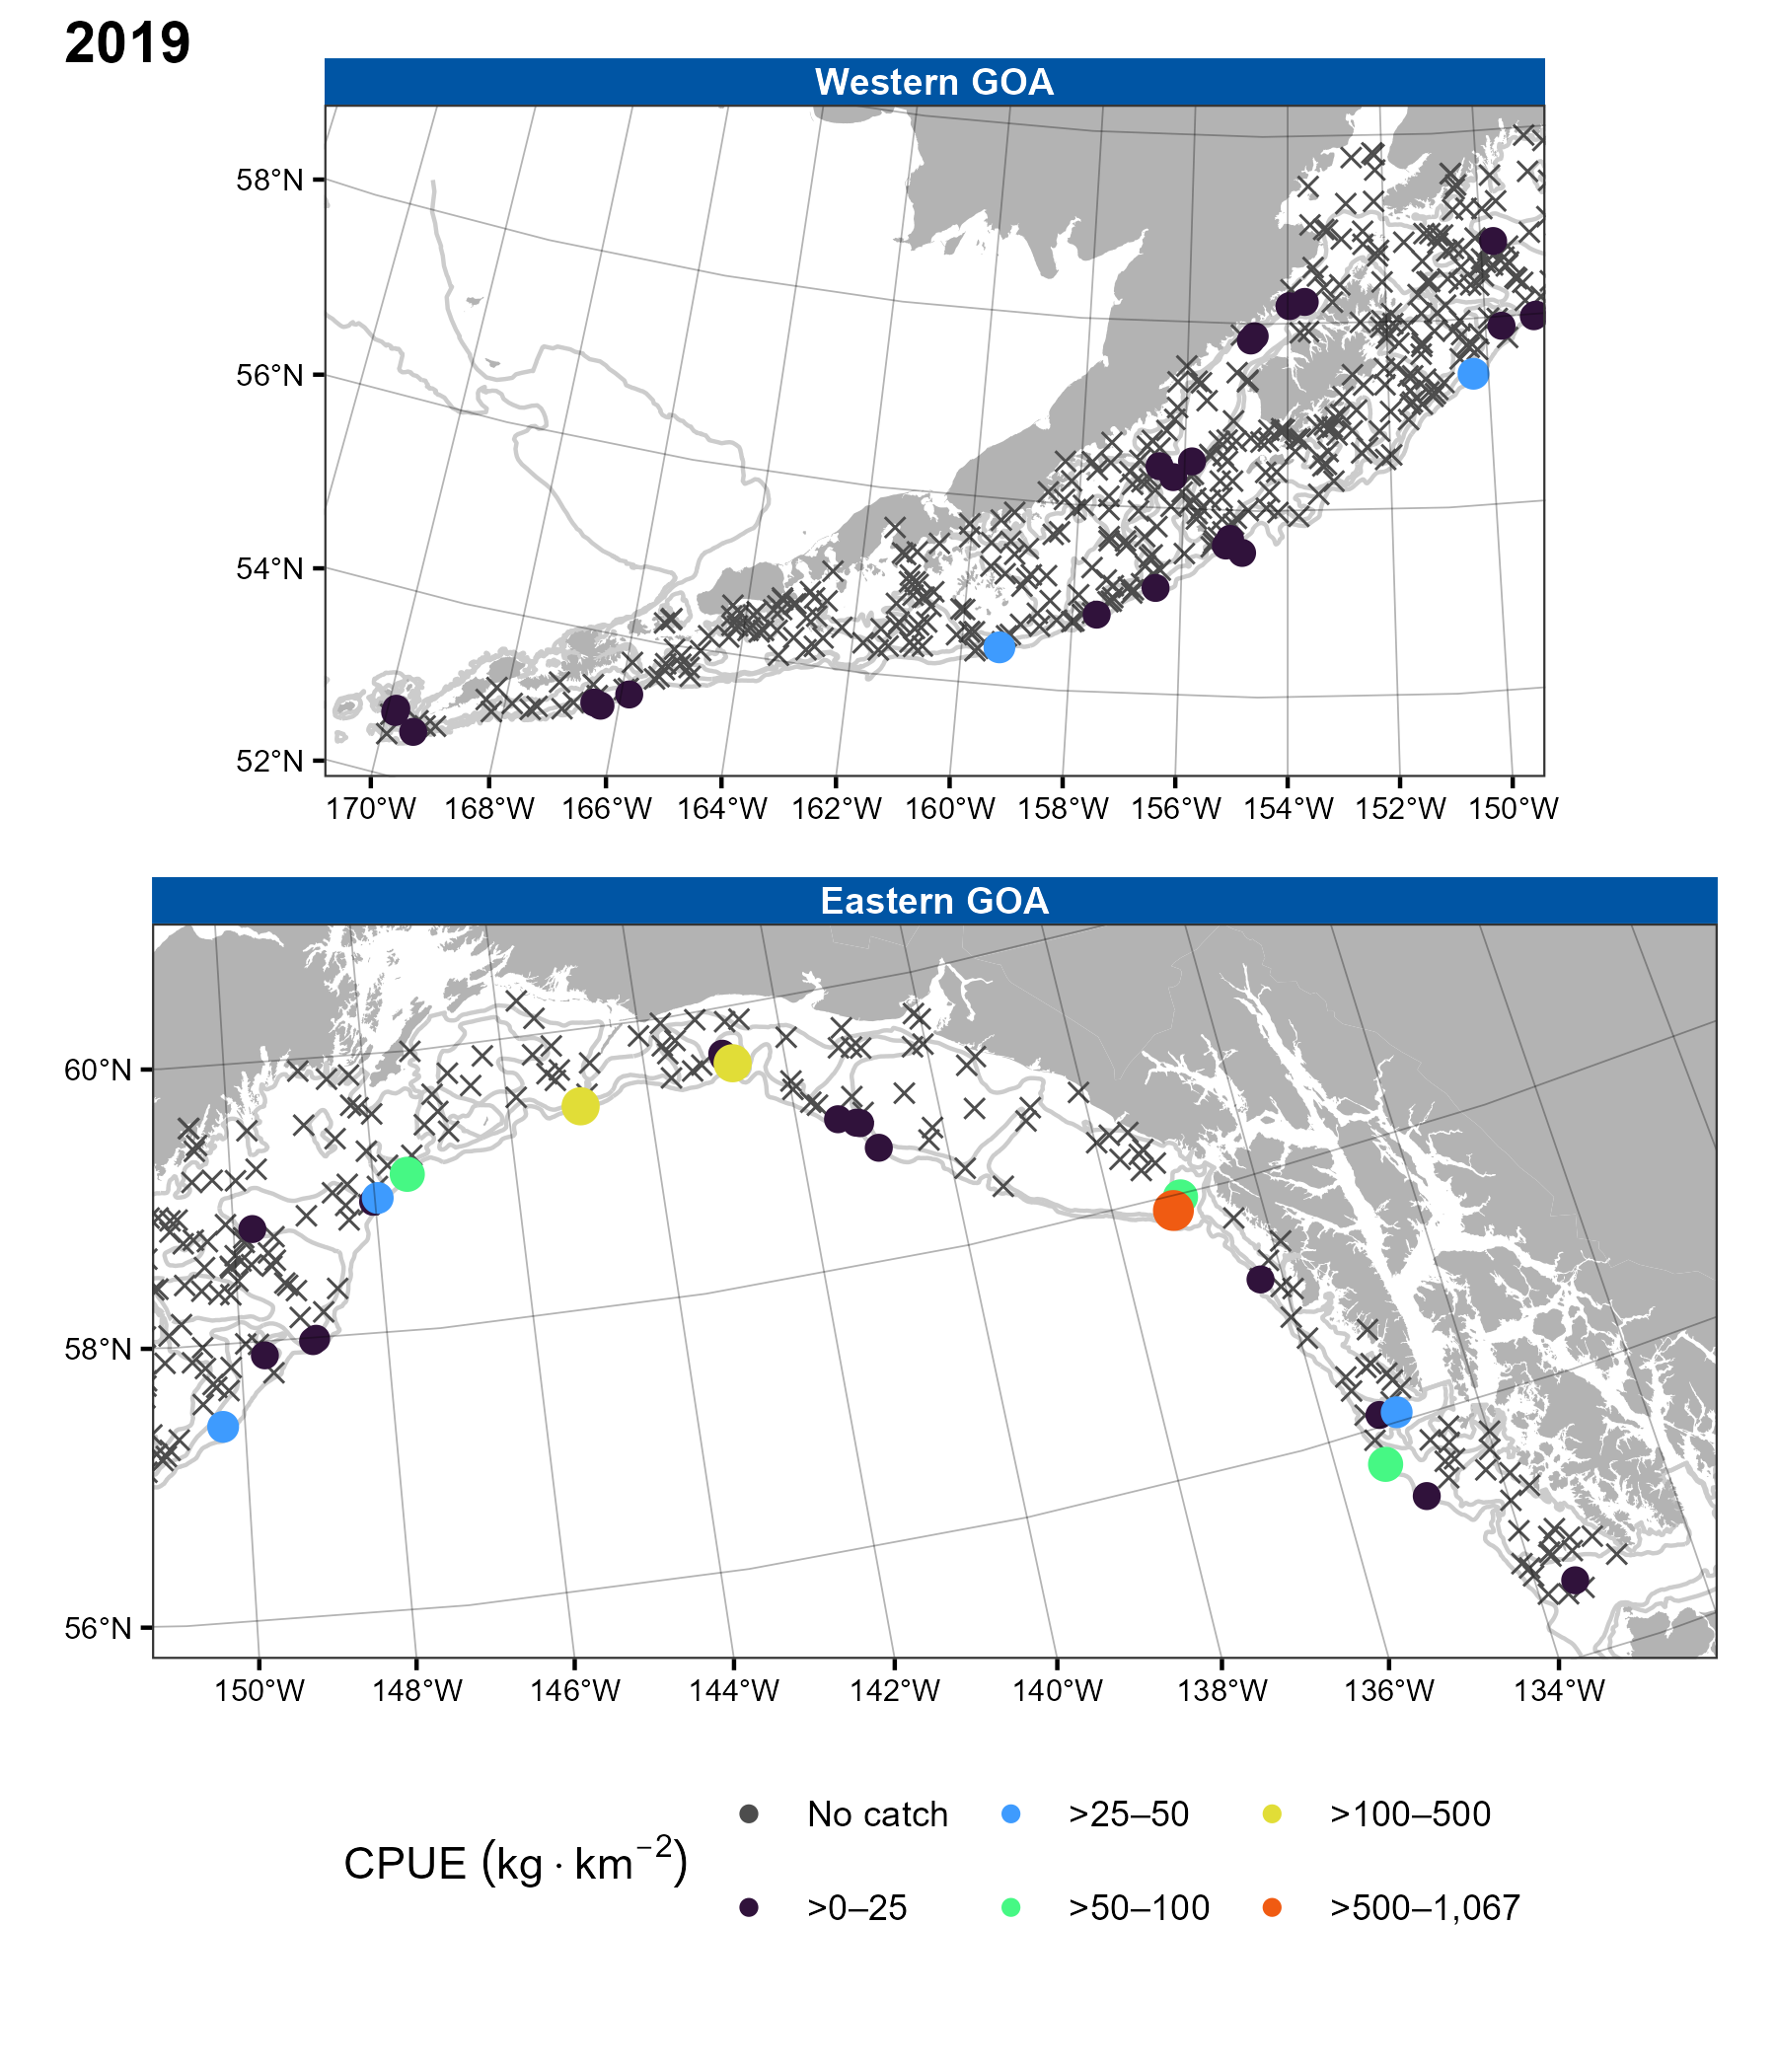 2019
Western GOA
58°N
56°N
54°N
52°N
170°W 168°W 166°W 164°W 162°W 160°W 158°W 156°W 154°W 152°W 150°W
Eastern GOA
60°N
58°N
56°N
150°W 148°W 146°W 144°W 142°W 140°W 138°W 136°W 134°W
No catch >25–50 >100–500
CPUE (kg · km⁻²)
>0–25 >50–100 >500–1,067